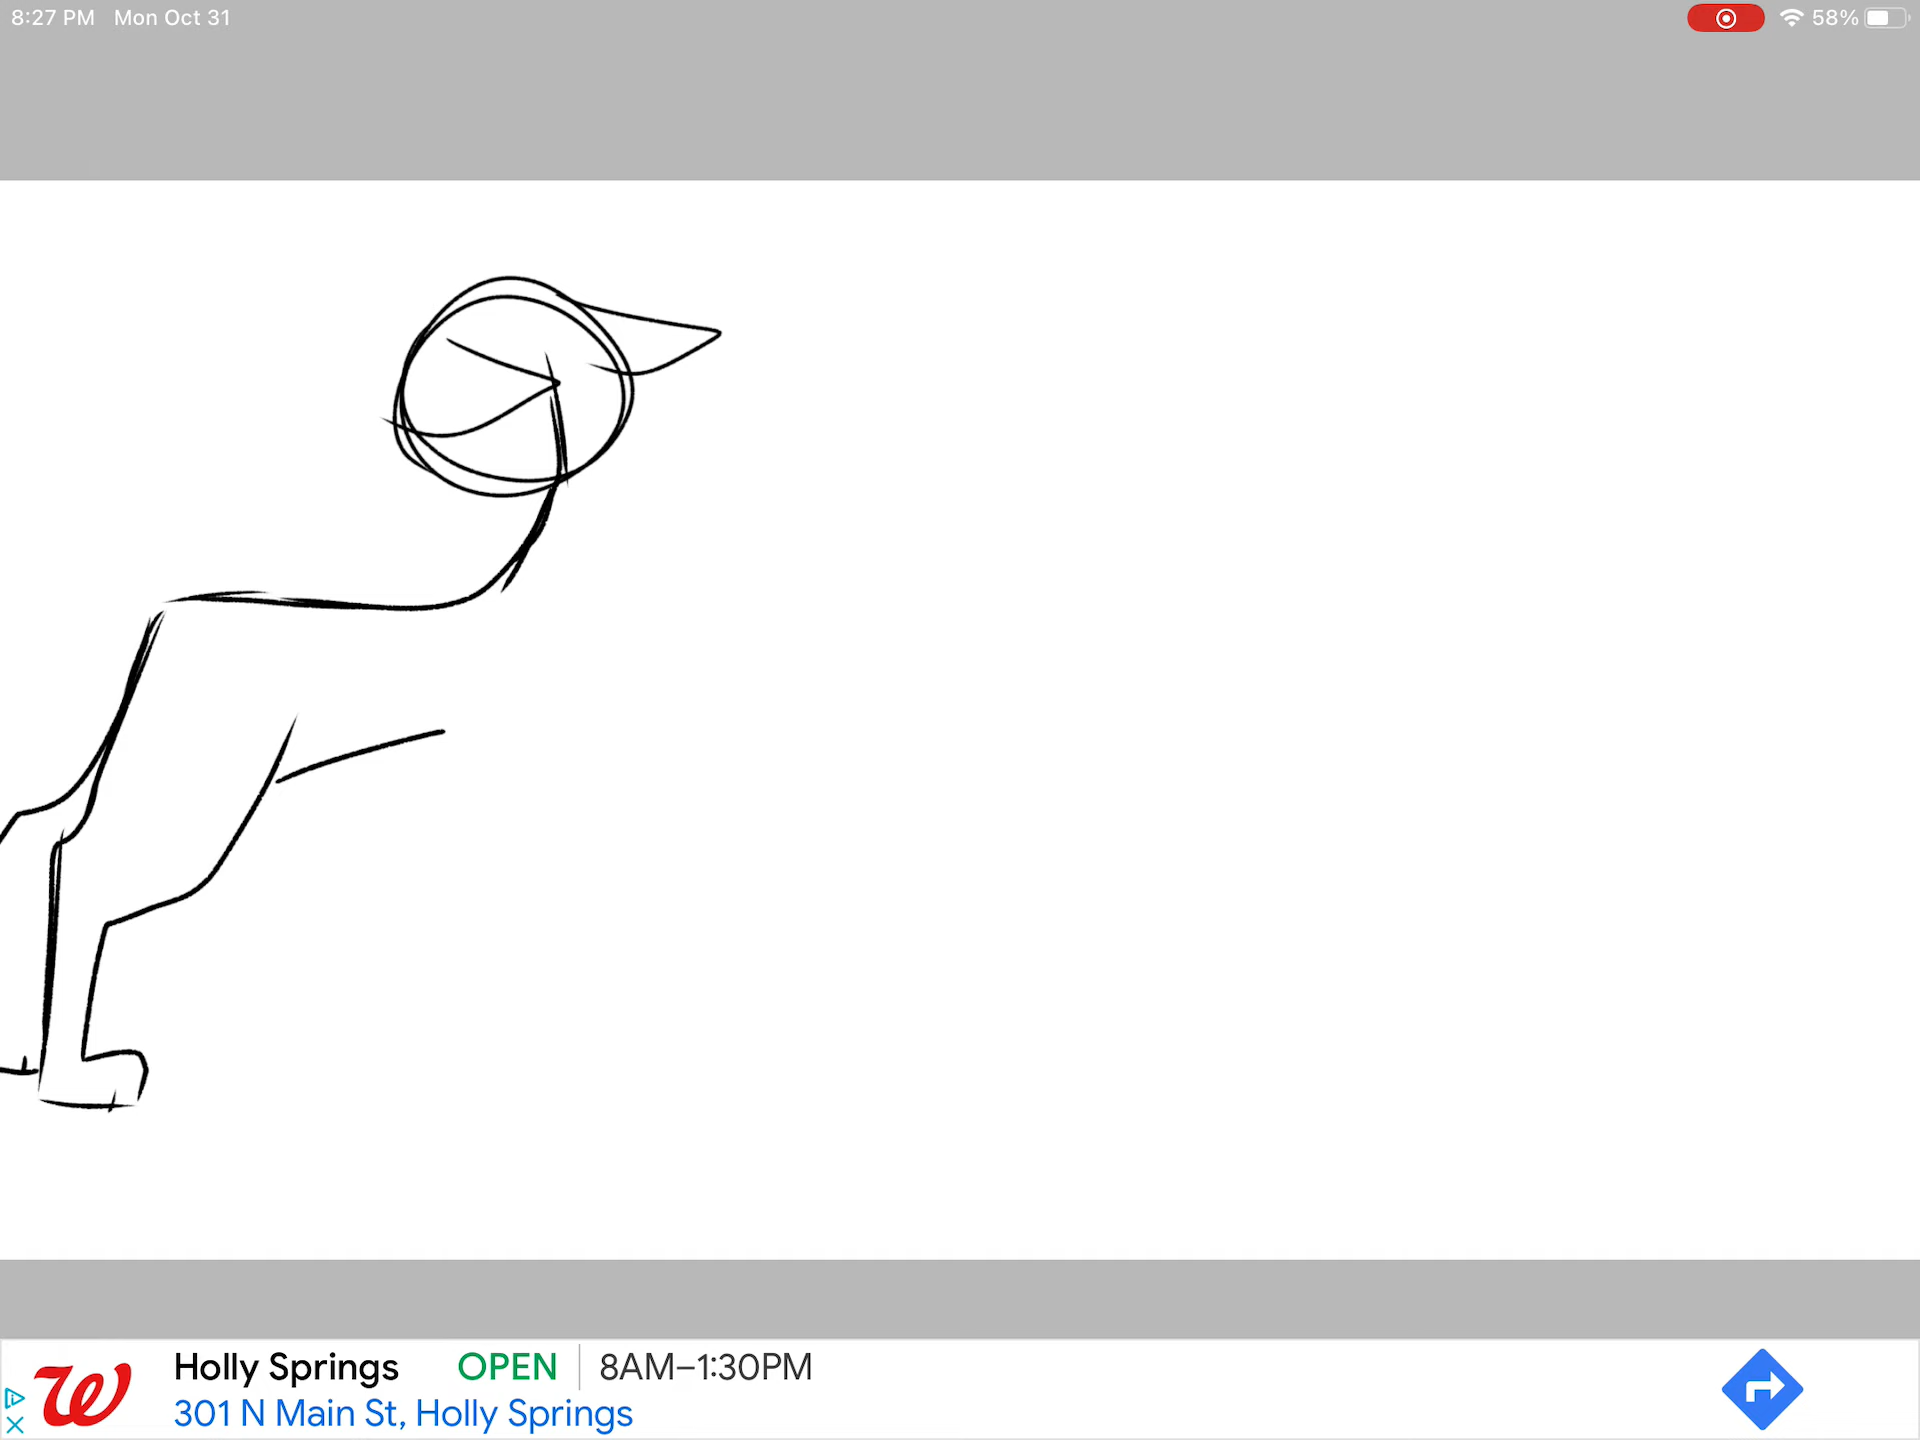 8:27 PM Mon Oct 31 58%
Holly Springs OPEN 8AM–1:30PM
301 N Main St, Holly Springs